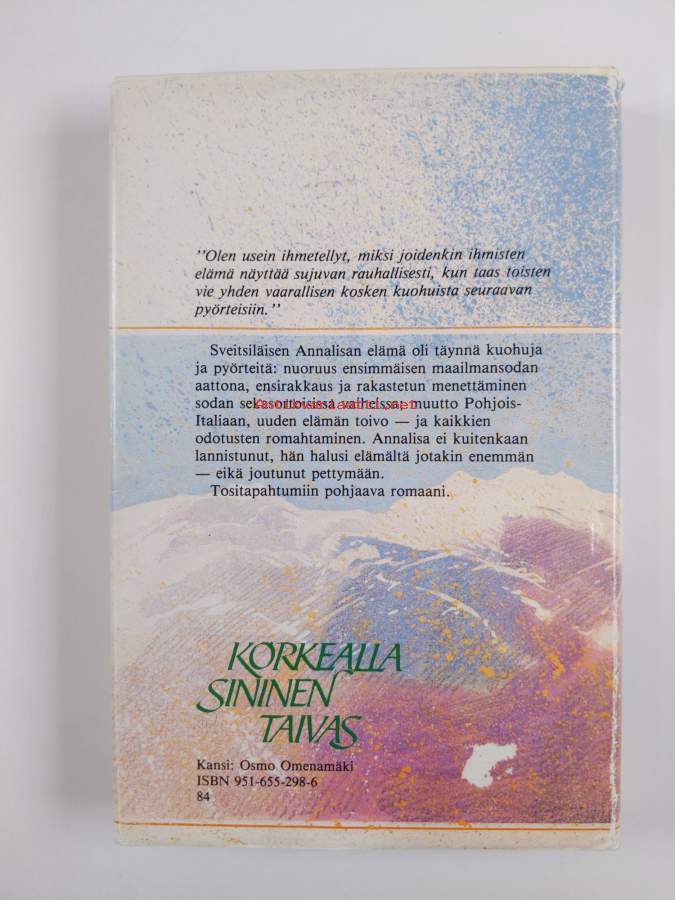 "Olen usein ihmetellyt, miksi joidenkin ihmisten
elämä näyttää sujuvan rauhallisesti, kun taas toisten
vie yhden vaarallisen kosken kuohuista seuraavan
pyörteisiin."
Sveitsiläisen Annalisan elämä oli täynnä kuohuja
ja pyörteitä: nuoruus ensimmäisen maailmansodan
aattona, ensirakkaus ja rakastetun menettäminen
sodan sekasortoisissa vaiheissa; muutto Pohjois-
Italiaan, uuden elämän toivo — ja kaikkien
odotusten romahtaminen. Annalisa ei kuitenkaan
lannistunut, hän halusi elämältä jotakin enemmän
— eikä joutunut pettymään.
Tositapahtumiin pohjaava romaani.
KORKEALLA
SININEN
TAIVAS
Kansi: Osmo Omenamäki
ISBN 951-655-298-6
84